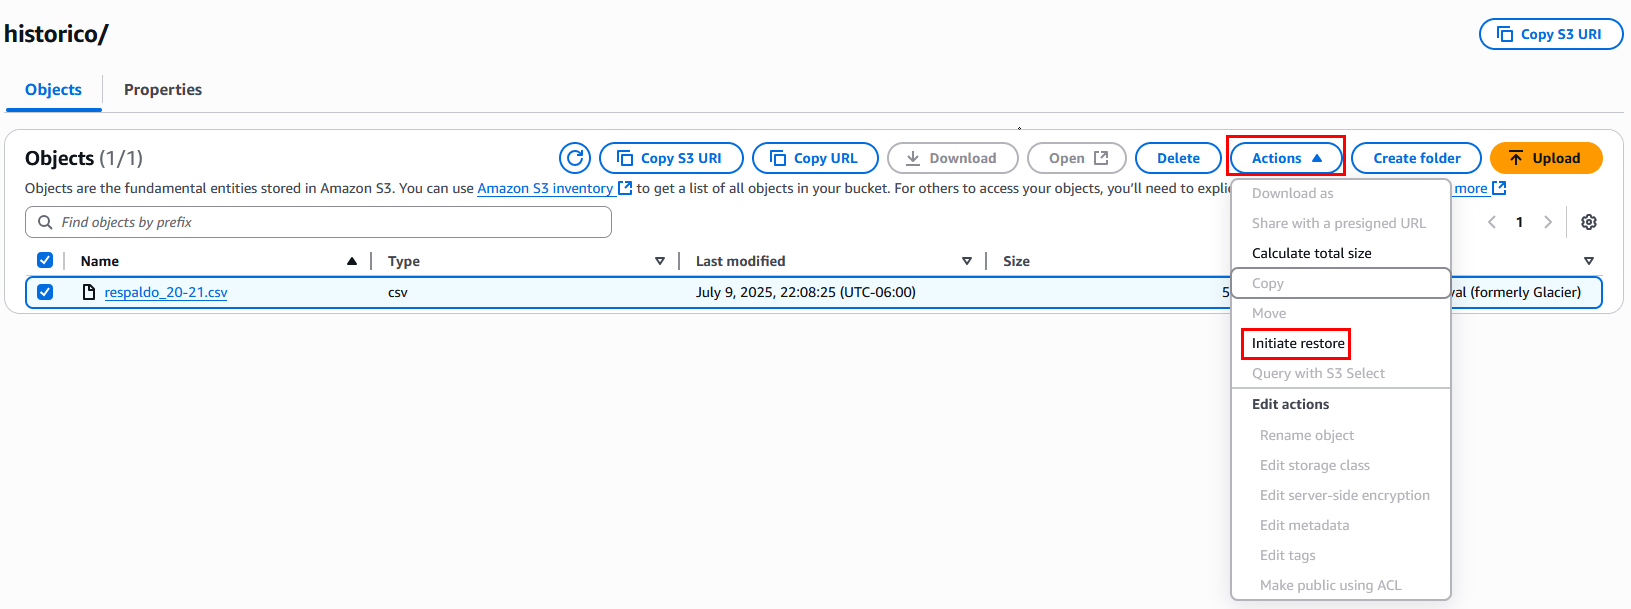 historico/
Copy S3 URI
Objects
Properties
Objects (1/1)
Copy S3 URI
Copy URL
Download
Open
Delete
Actions
Create folder
Upload
Objects are the fundamental entities stored in Amazon S3. You can use Amazon S3 inventory to get a list of all objects in your bucket. For others to access your objects, you'll need to more
Find objects by prefix
1
Name
Type
Last modified
Size
respaldo_20-21.csv
csv
July 9, 2025, 22:08:25 (UTC-06:00)
5
(formerly Glacier)
Download as
Share with a presigned URL
Calculate total size
Copy
Move
Initiate restore
Query with S3 Select
Edit actions
Rename object
Edit storage class
Edit server-side encryption
Edit metadata
Edit tags
Make public using ACL